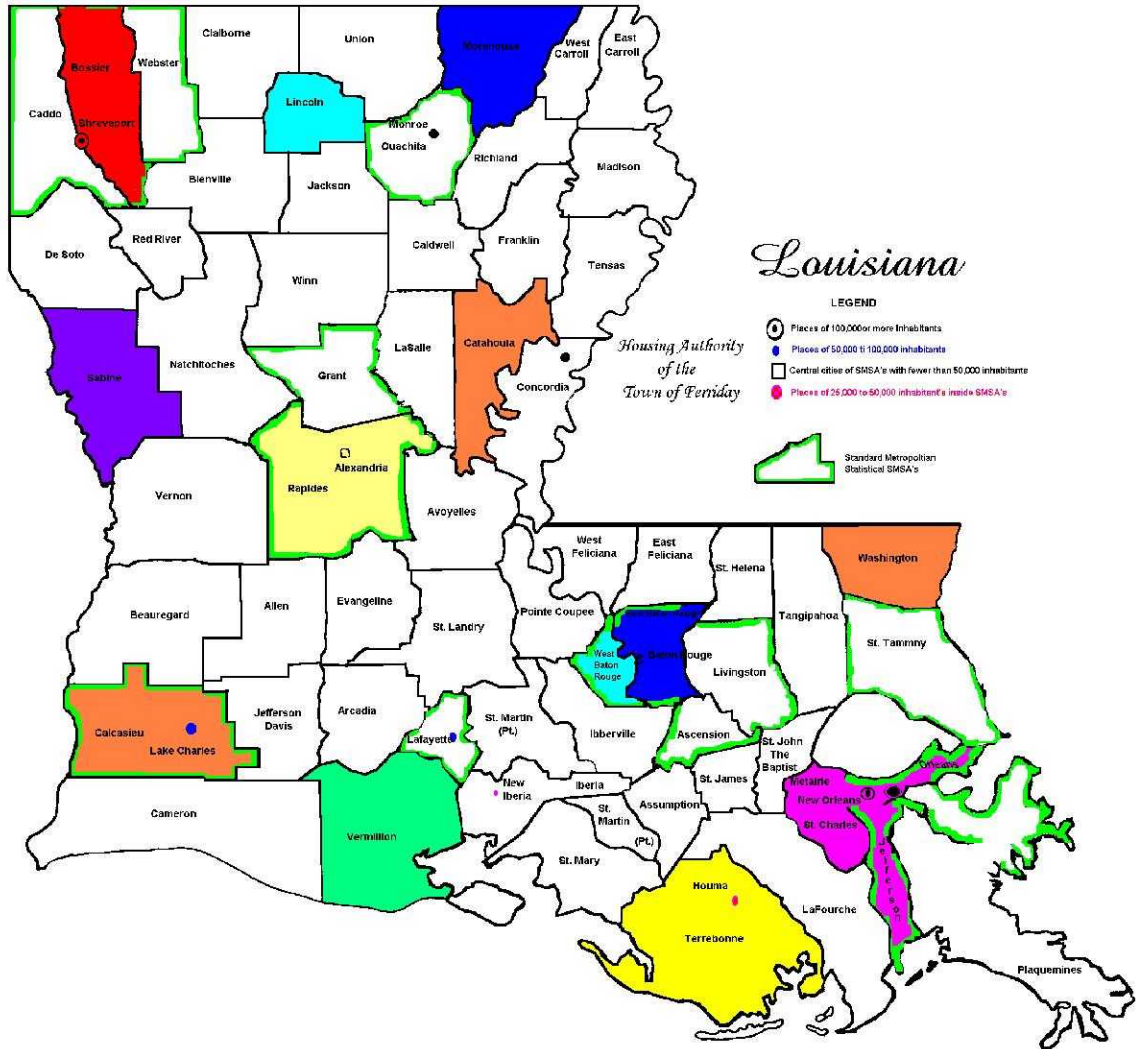 Claiborne
Union
Morehouse
West
Carroll
East
Carroll
Bossier
Webster
Lincoln
Caddo
Shreveport
Monroe
Ouachita
Richland
Madison
Bienville
Jackson
De Soto
Red River
Caldwell
Franklin
Tensas
Winn
Louisiana
LEGEND
Places of 100,000or more Inhabitants
Places of 50,000 ti 100,000 inhabitants
Central cities of SMSA's with fewer than 50,000 inhabitants
Places of 25,000 to 50,000 inhabitant's inside SMSA's
Standard Metropoltian
Statistical SMSA's
Housing Authority
of the
Town of Ferriday
Natchitoches
LaSalle
Catahoula
Sabine
Grant
Concordia
Alexandria
Rapides
Vernon
Avoyelles
West
Feliciana
East
Feliciana
St. Helena
Washington
Beauregard
Allen
Evangeline
St. Landry
Pointe Coupee
Tangipahoa
St. Tammny
West
Baton
Rouge
Baton Rouge
Livingston
Calcasieu
Lake Charles
Jefferson
Davis
Arcadia
Lafayette
St. Martin
(Pt.)
Ibberville
Ascension
St. John
The
Baptist
Orleans
Cameron
Vermillion
New
Iberia
Iberia
St.
Martin
(Pt.)
Assumption
St. James
Metairie
New Orleans
St. Charles
Jefferson
St. Mary
Houma
Terrebonne
LaFourche
Plaquemines